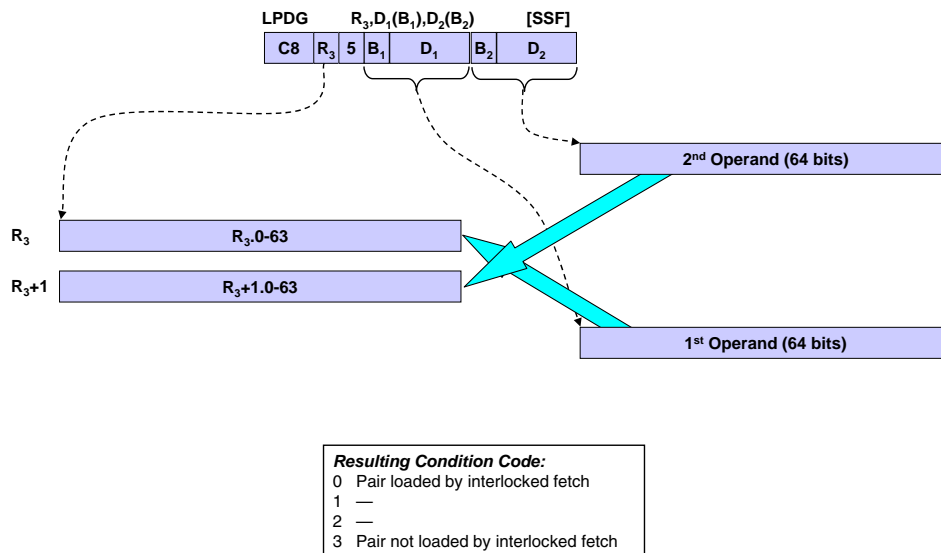 LPDG R₃,D₁(B₁),D₂(B₂) [SSF]
C8 R₃ 5 B₁ D₁ B₂ D₂
2nd Operand (64 bits)
R₃ R₃.0-63
R₃+1 R₃+1.0-63
1st Operand (64 bits)
Resulting Condition Code:
0 Pair loaded by interlocked fetch
1 —
2 —
3 Pair not loaded by interlocked fetch